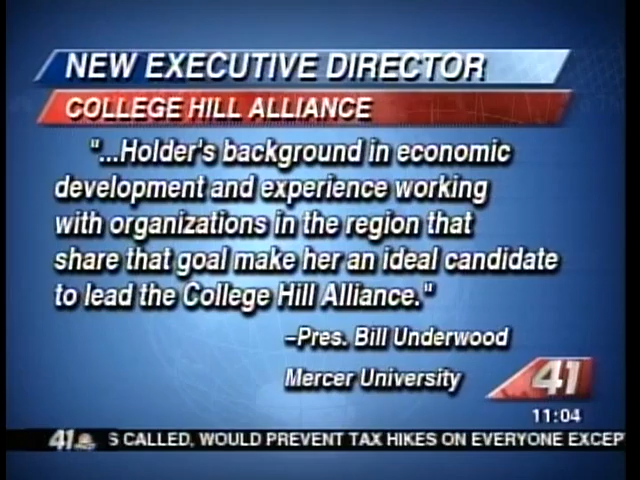 NEW EXECUTIVE DIRECTOR
COLLEGE HILL ALLIANCE
"...Holder's background in economic
development and experience working
with organizations in the region that
share that goal make her an ideal candidate
to lead the College Hill Alliance."
–Pres. Bill Underwood
Mercer University
41
11:04
41 S CALLED, WOULD PREVENT TAX HIKES ON EVERYONE EXCEP